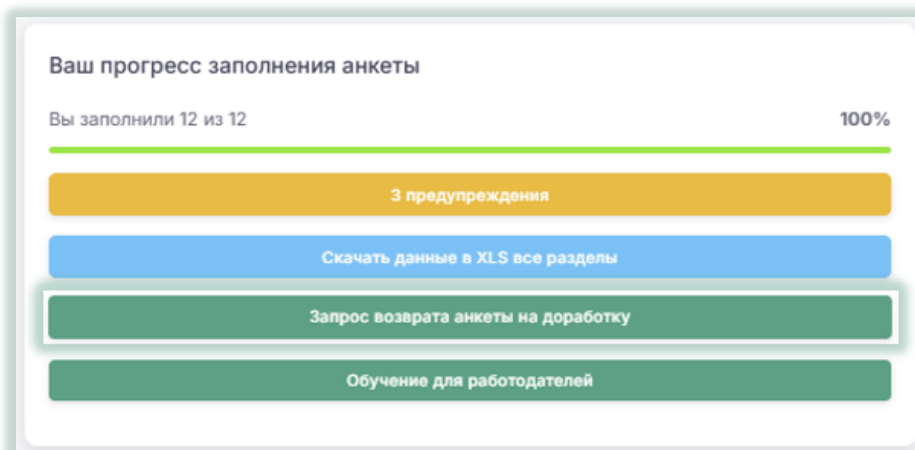 Ваш прогресс заполнения анкеты
Вы заполнили 12 из 12
100%
3 предупреждения
Скачать данные в XLS все разделы
Запрос возврата анкеты на доработку
Обучение для работодателей